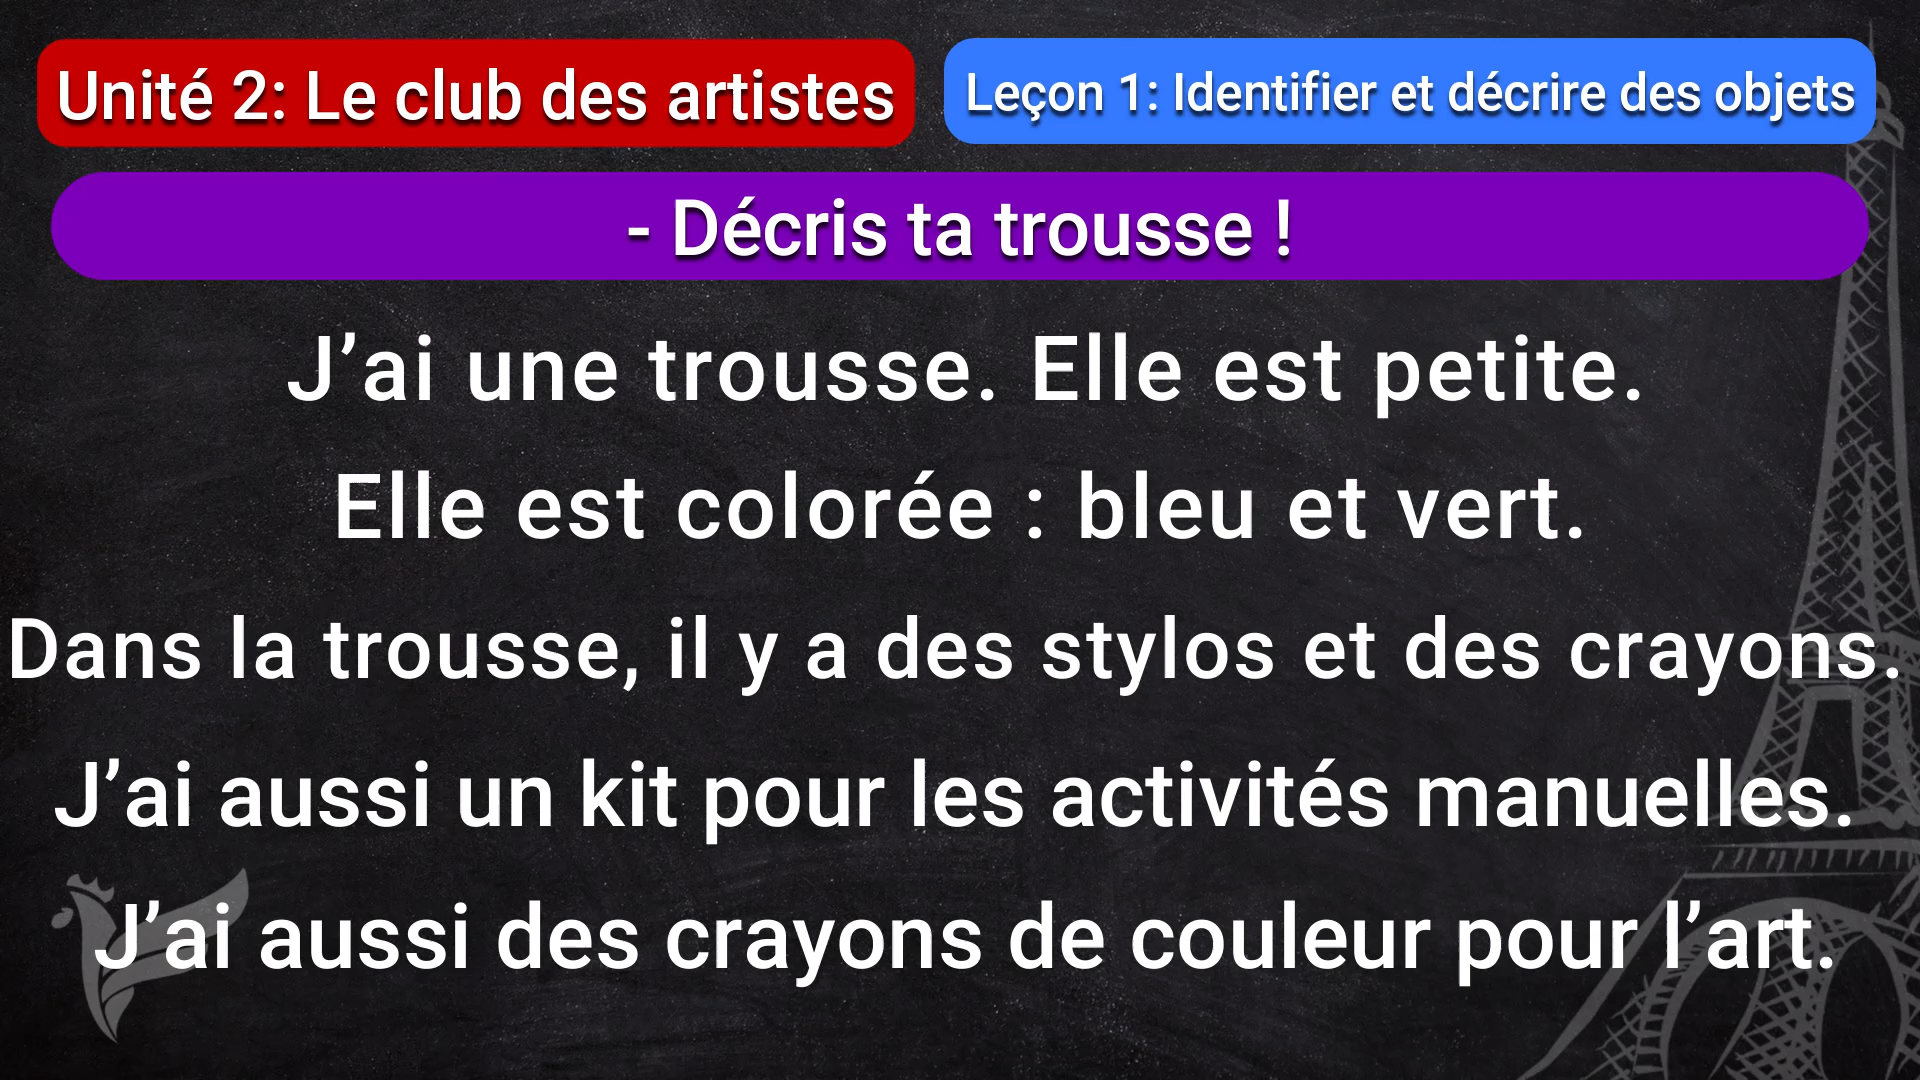 Unité 2: Le club des artistes
Leçon 1: Identifier et décrire des objets
- Décris ta trousse !
J’ai une trousse. Elle est petite.
Elle est colorée : bleu et vert.
Dans la trousse, il y a des stylos et des crayons.
J’ai aussi un kit pour les activités manuelles.
J’ai aussi des crayons de couleur pour l’art.